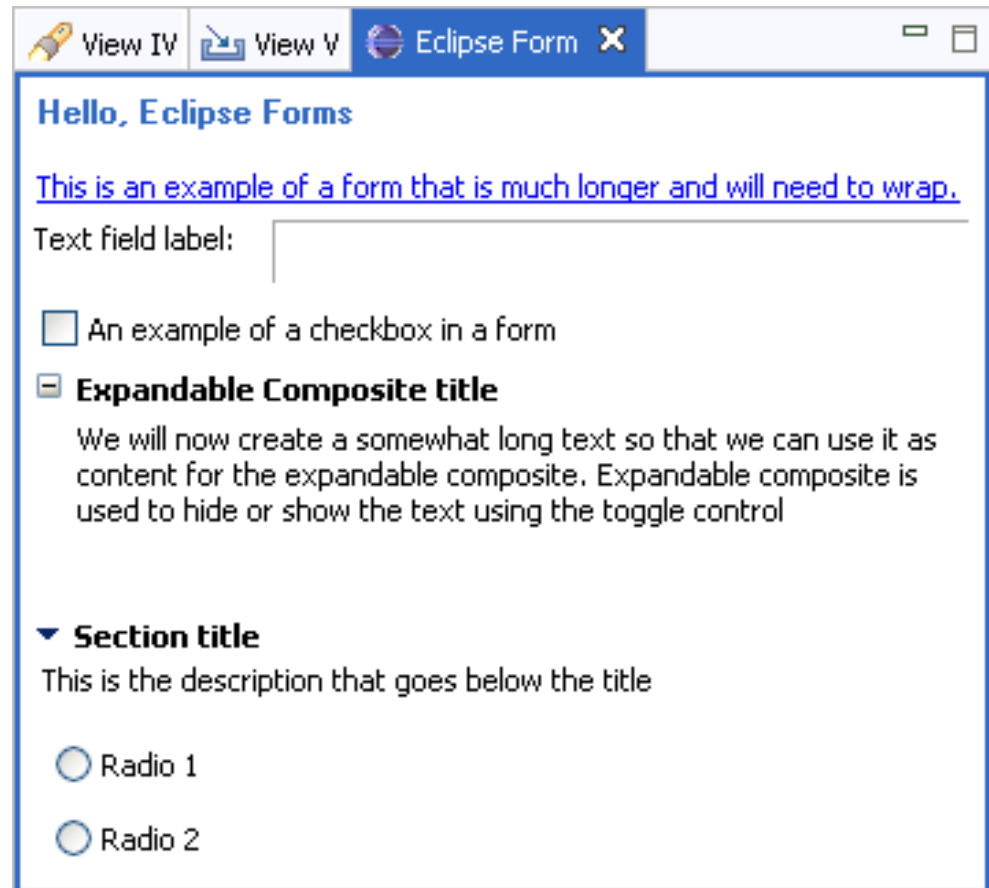 View IV View V Eclipse Form
Hello, Eclipse Forms
This is an example of a form that is much longer and will need to wrap.
Text field label:
An example of a checkbox in a form
Expandable Composite title
We will now create a somewhat long text so that we can use it as
content for the expandable composite. Expandable composite is
used to hide or show the text using the toggle control
Section title
This is the description that goes below the title
Radio 1
Radio 2